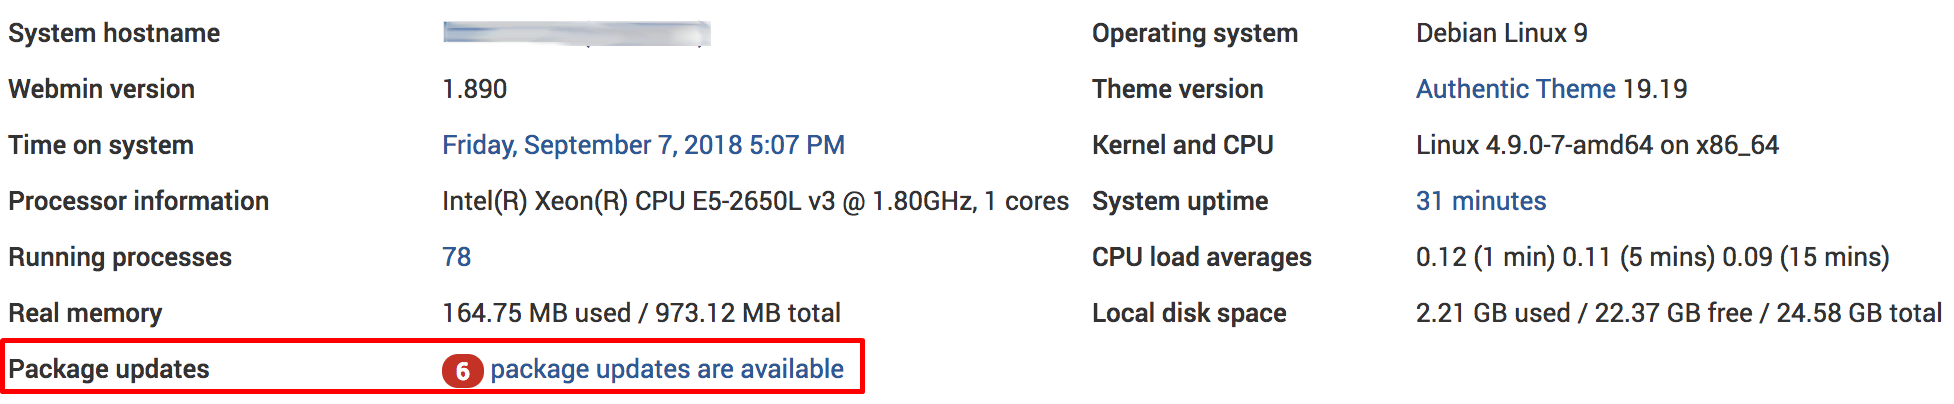 System hostname Operating system Debian Linux 9
Webmin version 1.890 Theme version Authentic Theme 19.19
Time on system Friday, September 7, 2018 5:07 PM Kernel and CPU Linux 4.9.0-7-amd64 on x86_64
Processor information Intel(R) Xeon(R) CPU E5-2650L v3 @ 1.80GHz, 1 cores System uptime 31 minutes
Running processes 78 CPU load averages 0.12 (1 min) 0.11 (5 mins) 0.09 (15 mins)
Real memory 164.75 MB used / 973.12 MB total Local disk space 2.21 GB used / 22.37 GB free / 24.58 GB total
Package updates 6 package updates are available